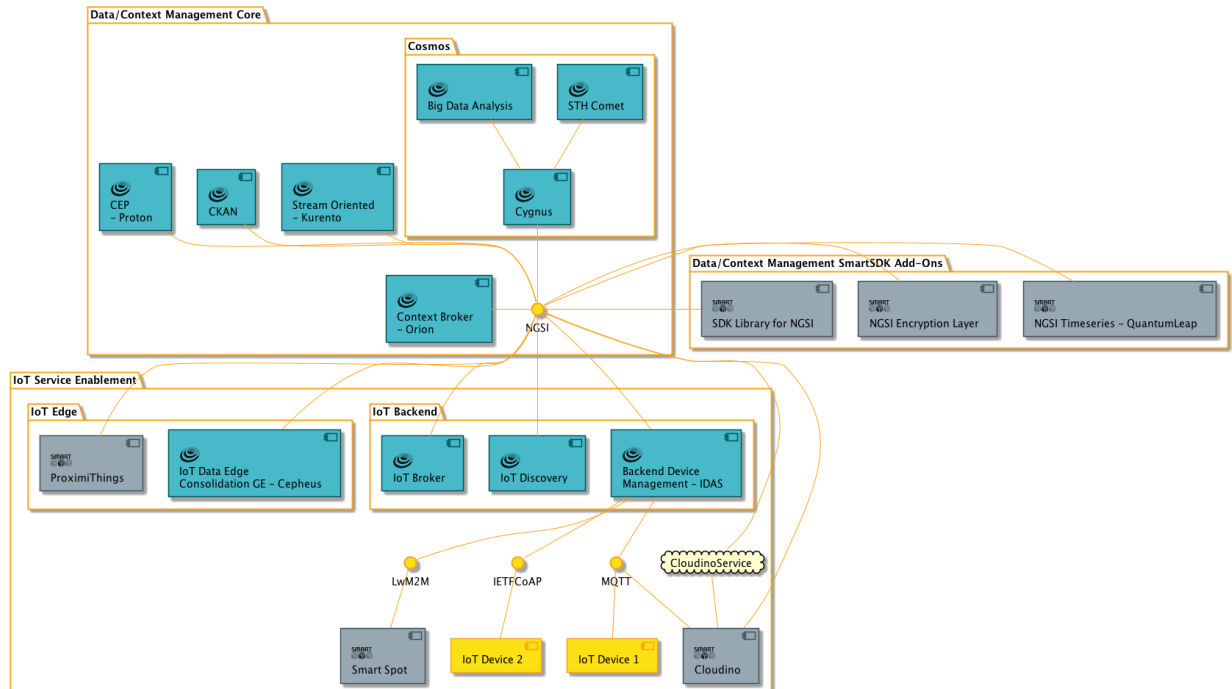 Data/Context Management Core
Cosmos
Big Data Analysis
STH Comet
CEP
- Proton
CKAN
Stream Oriented
- Kurento
Cygnus
Data/Context Management SmartSDK Add-Ons
Context Broker
- Orion
NGSI
SMART
SDK Library for NGSI
SMART
NGSI Encryption Layer
SMART
NGSI Timeseries - QuantumLeap
IoT Service Enablement
IoT Edge
SMART
ProximiThings
IoT Data Edge
Consolidation GE - Cepheus
IoT Backend
IoT Broker
IoT Discovery
Backend Device
Management - IDAS
LwM2M
IETFCoAP
MQTT
CloudinoService
SMART
Smart Spot
IoT Device 2
IoT Device 1
SMART
Cloudino